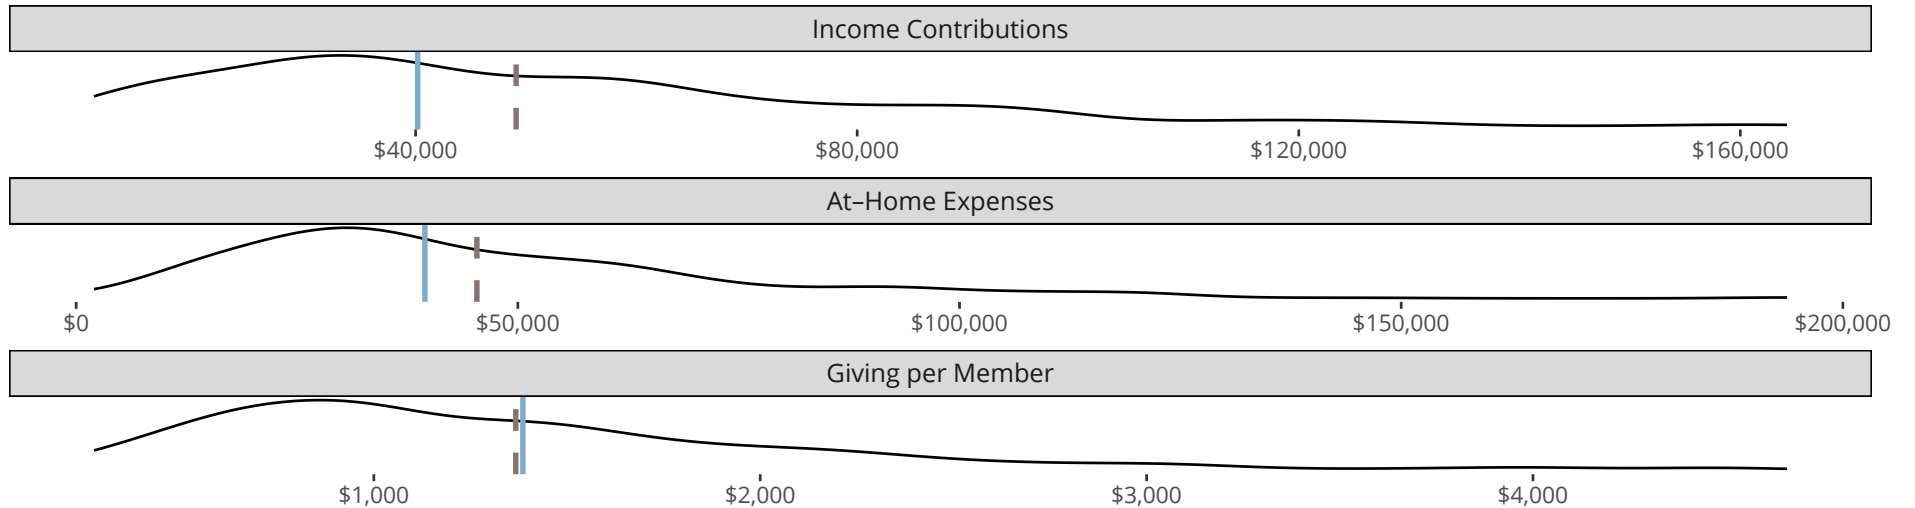 Income Contributions
$40,000 $80,000 $120,000 $160,000
At–Home Expenses
$0 $50,000 $100,000 $150,000 $200,000
Giving per Member
$1,000 $2,000 $3,000 $4,000